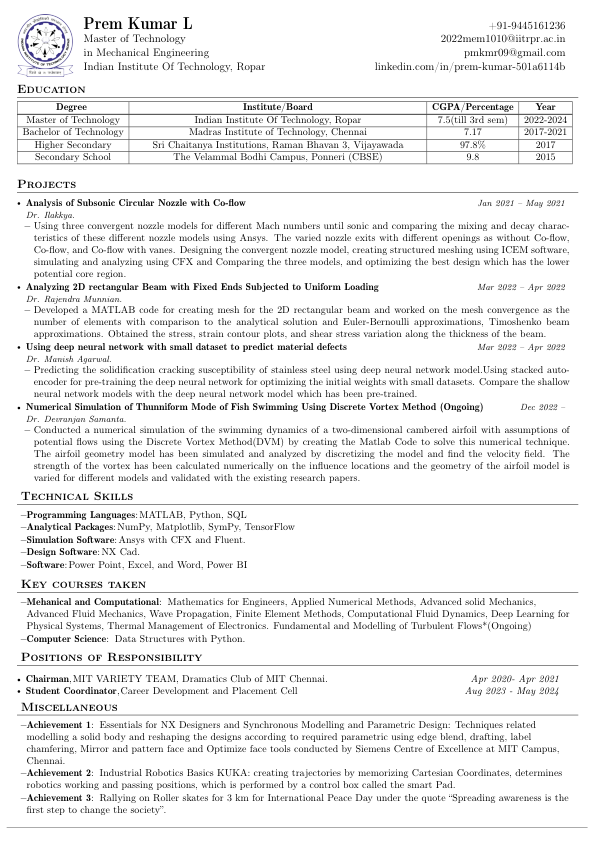 Prem Kumar L
Master of Technology
in Mechanical Engineering
Indian Institute Of Technology, Ropar
+91-9445161236
2022mem1010@iitrpr.ac.in
pmkmr09@gmail.com
linkedin.com/in/prem-kumar-501a6114b
Education
Degree Institute/Board CGPA/Percentage Year
Master of Technology Indian Institute Of Technology, Ropar 7.5(till 3rd sem) 2022-2024
Bachelor of Technology Madras Institute of Technology, Chennai 7.17 2017-2021
Higher Secondary Sri Chaitanya Institutions, Raman Bhavan 3, Vijayawada 97.8% 2017
Secondary School The Velammal Bodhi Campus, Ponneri (CBSE) 9.8 2015
Projects
• Analysis of Subsonic Circular Nozzle with Co-flow Jan 2021 – May 2021
Dr. Ilakkya.
– Using three convergent nozzle models for different Mach numbers until sonic and comparing the mixing and decay charac-
teristics of these different nozzle models using Ansys. The varied nozzle exits with different openings as without Co-flow,
Co-flow, and Co-flow with vanes. Designing the convergent nozzle model, creating structured meshing using ICEM software,
simulating and analyzing using CFX and Comparing the three models, and optimizing the best design which has the lower
potential core region.
• Analyzing 2D rectangular Beam with Fixed Ends Subjected to Uniform Loading Mar 2022 – Apr 2022
Dr. Rajendra Munnian.
– Developed a MATLAB code for creating mesh for the 2D rectangular beam and worked on the mesh convergence as the
number of elements with comparison to the analytical solution and Euler-Bernoulli approximations, Timoshenko beam
approximations. Obtained the stress, strain contour plots, and shear stress variation along the thickness of the beam.
• Using deep neural network with small dataset to predict material defects Mar 2022 – Apr 2022
Dr. Manish Agarwal.
– Predicting the solidification cracking susceptibility of stainless steel using deep neural network model.Using stacked auto-
encoder for pre-training the deep neural network for optimizing the initial weights with small datasets. Compare the shallow
neural network models with the deep neural network model which has been pre-trained.
• Numerical Simulation of Thunniform Mode of Fish Swimming Using Discrete Vortex Method (Ongoing) Dec 2022 –
Dr. Devranjan Samanta.
– Conducted a numerical simulation of the swimming dynamics of a two-dimensional cambered airfoil with assumptions of
potential flows using the Discrete Vortex Method(DVM) by creating the Matlab Code to solve this numerical technique.
The airfoil geometry model has been simulated and analyzed by discretizing the model and find the velocity field. The
strength of the vortex has been calculated numerically on the influence locations and the geometry of the airfoil model is
varied for different models and validated with the existing research papers.
Technical Skills
–Programming Languages:MATLAB, Python, SQL
–Analytical Packages:NumPy, Matplotlib, SymPy, TensorFlow
–Simulation Software:Ansys with CFX and Fluent.
–Design Software:NX Cad.
–Software:Power Point, Excel, and Word, Power BI
Key courses taken
–Mehanical and Computational: Mathematics for Engineers, Applied Numerical Methods, Advanced solid Mechanics,
Advanced Fluid Mechanics, Wave Propagation, Finite Element Methods, Computational Fluid Dynamics, Deep Learning for
Physical Systems, Thermal Management of Electronics. Fundamental and Modelling of Turbulent Flows*(Ongoing)
–Computer Science: Data Structures with Python.
Positions of Responsibility
• Chairman,MIT VARIETY TEAM, Dramatics Club of MIT Chennai. Apr 2020- Apr 2021
• Student Coordinator,Career Development and Placement Cell Aug 2023 - May 2024
Miscellaneous
–Achievement 1: Essentials for NX Designers and Synchronous Modelling and Parametric Design: Techniques related
modelling a solid body and reshaping the designs according to required parametric using edge blend, drafting, label
chamfering, Mirror and pattern face and Optimize face tools conducted by Siemens Centre of Excellence at MIT Campus,
Chennai.
–Achievement 2: Industrial Robotics Basics KUKA: creating trajectories by memorizing Cartesian Coordinates, determines
robotics working and passing positions, which is performed by a control box called the smart Pad.
–Achievement 3: Rallying on Roller skates for 3 km for International Peace Day under the quote “Spreading awareness is the
first step to change the society”.